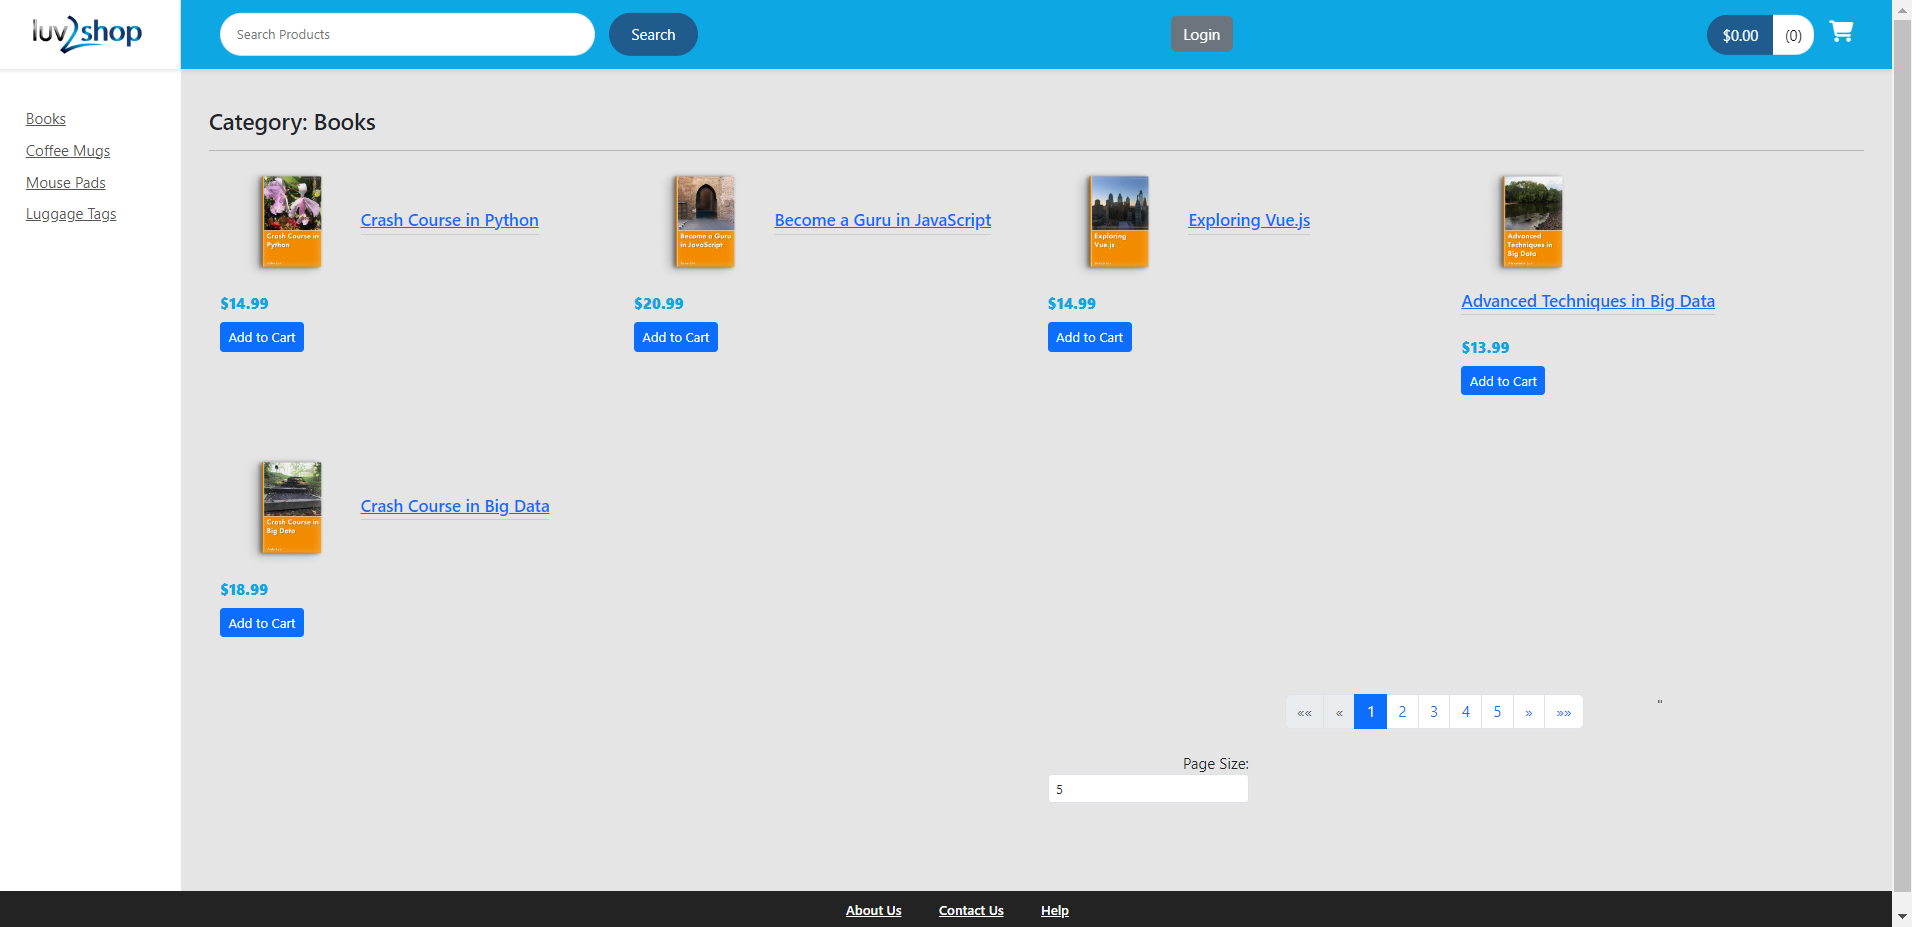 luv2shop
Search Products
Search
Login
$0.00
(0)
Books
Coffee Mugs
Mouse Pads
Luggage Tags
Category: Books
Crash Course in Python
Crash Course in Python
$14.99
Add to Cart
Become a Guru in JavaScript
Become a Guru in JavaScript
$20.99
Add to Cart
Exploring Vue.js
Exploring Vue.js
$14.99
Add to Cart
Advanced Techniques in Big Data
Advanced Techniques in Big Data
$13.99
Add to Cart
Crash Course in Big Data
Crash Course in Big Data
$18.99
Add to Cart
«« « 1 2 3 4 5 » »»
"
Page Size:
5
About Us Contact Us Help